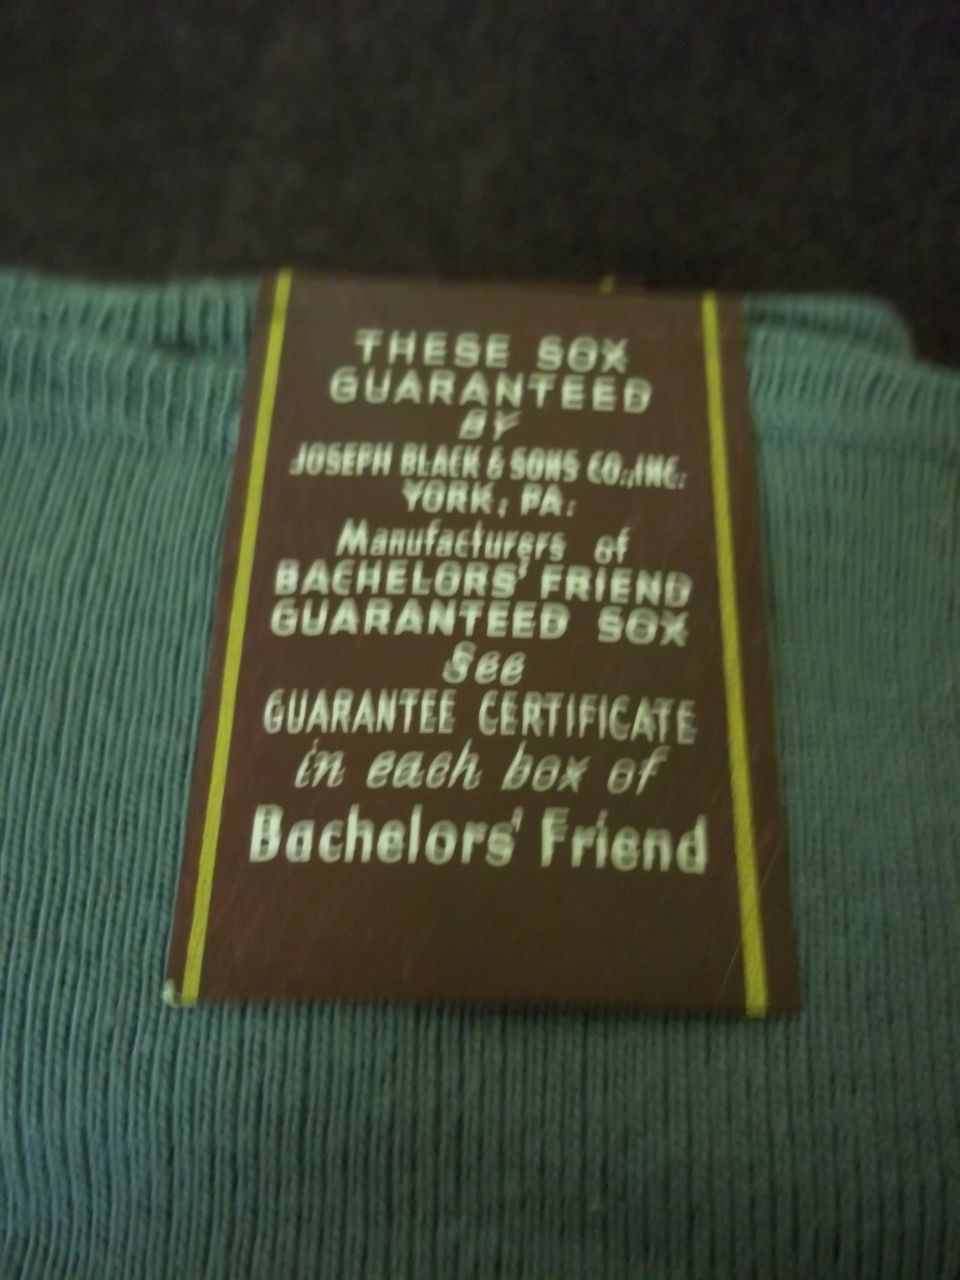 THESE SOX
GUARANTEED
BY
JOSEPH BLACK & SONS CO., INC.
YORK, PA.
Manufacturers of
BACHELORS' FRIEND
GUARANTEED SOX
See
GUARANTEE CERTIFICATE
in each box of
Bachelors' Friend